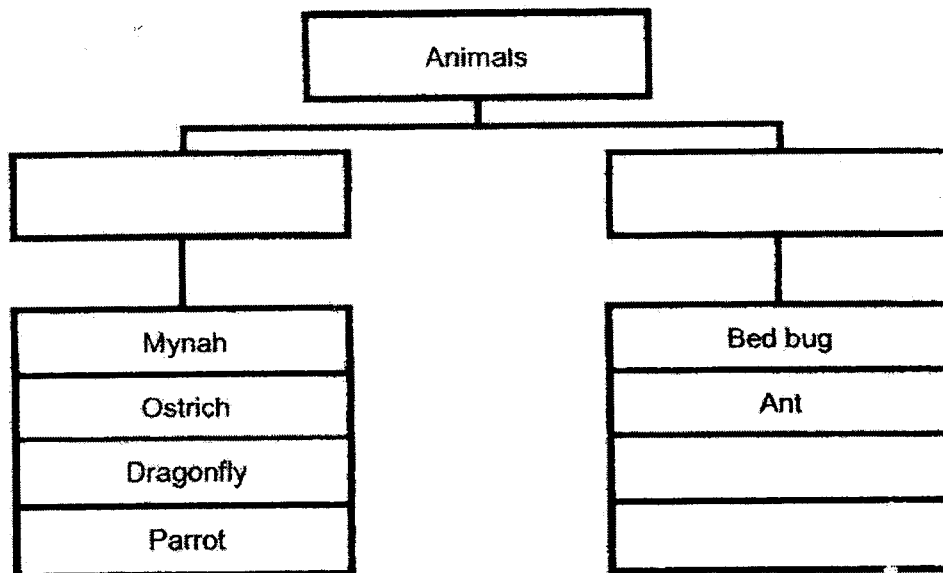 Animals
Mynah
Ostrich
Dragonfly
Parrot
Bed bug
Ant